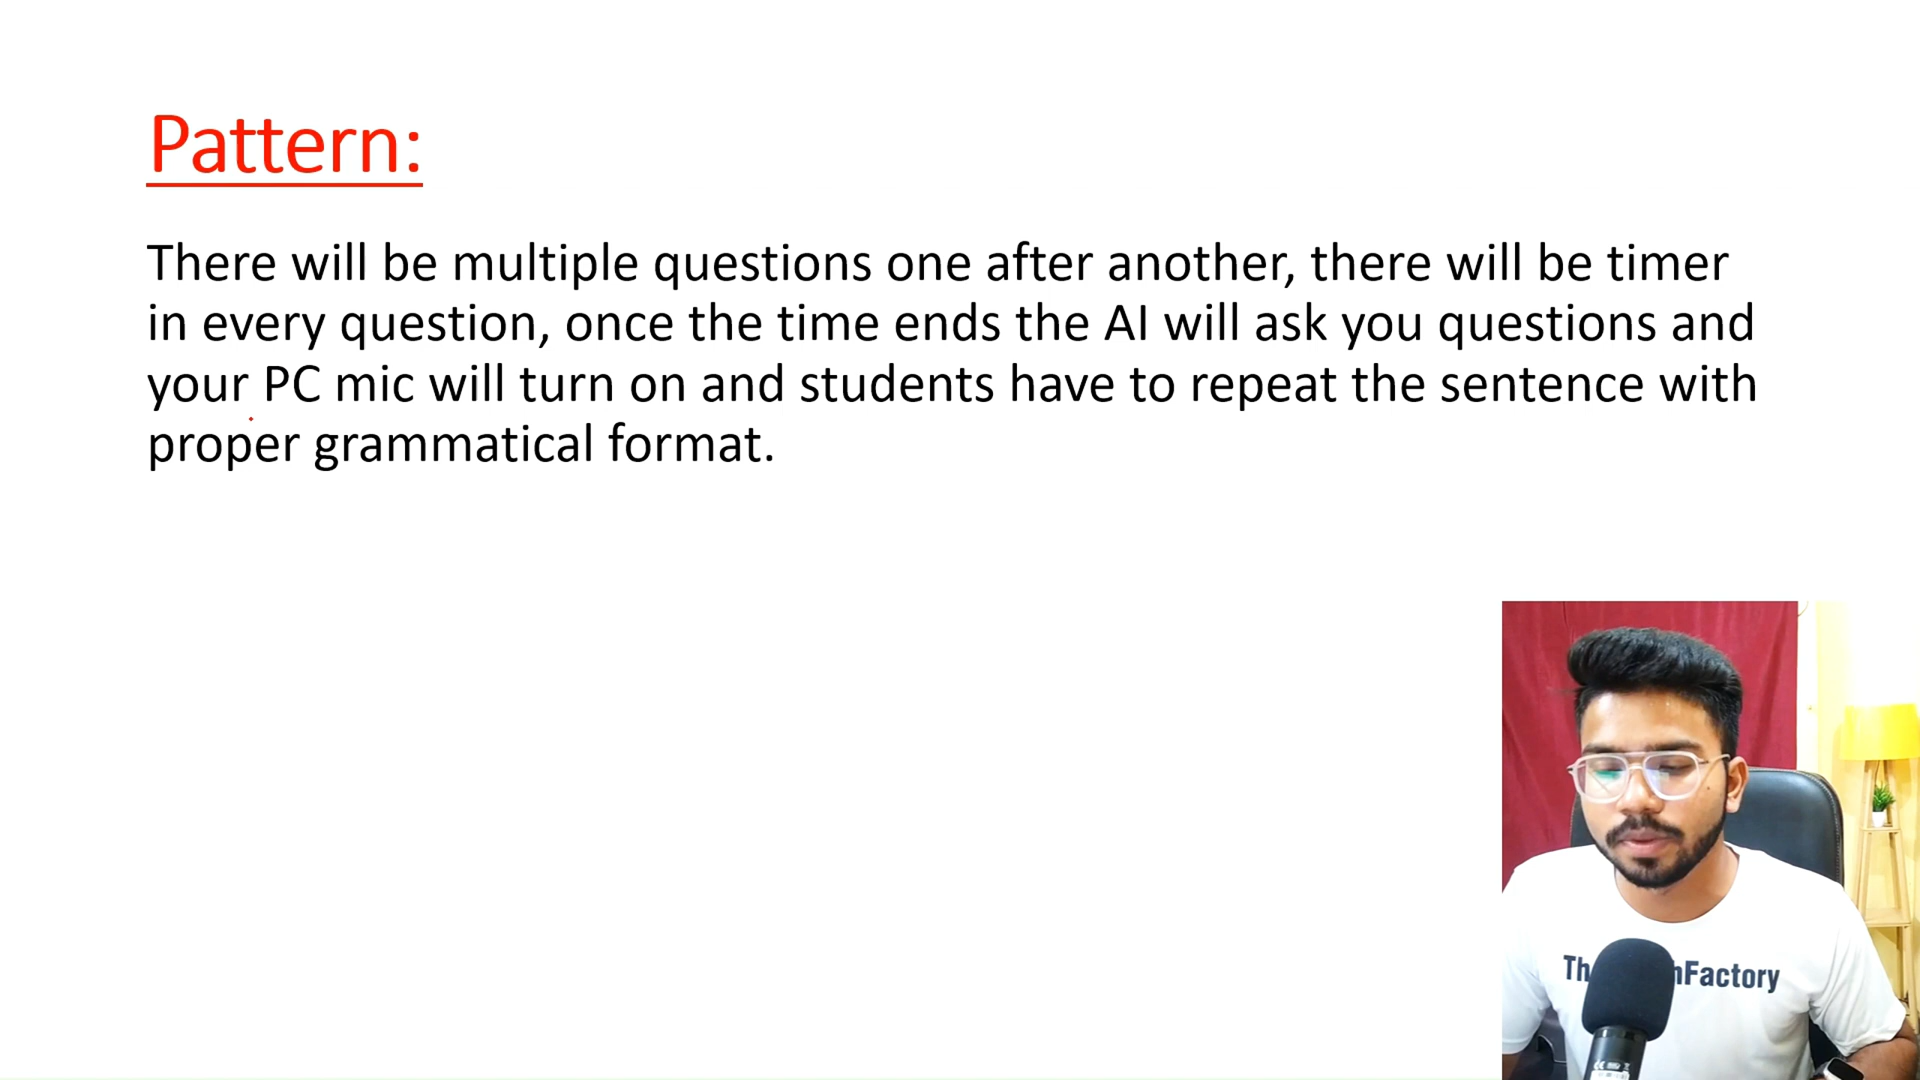 Pattern:
There will be multiple questions one after another, there will be timer
in every question, once the time ends the AI will ask you questions and
your PC mic will turn on and students have to repeat the sentence with
proper grammatical format.